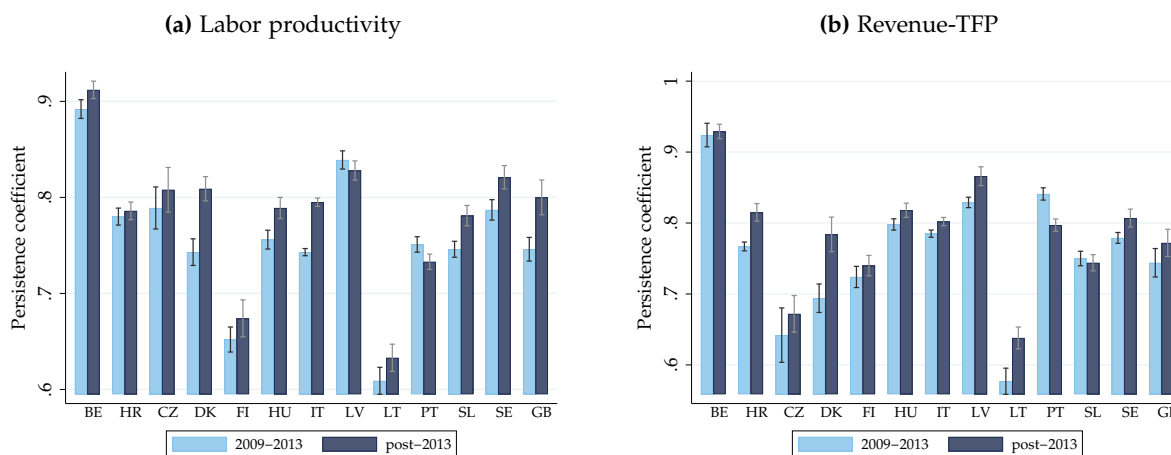 (a) Labor productivity
Persistence coefficient
.9
.8
.7
.6
BE HR CZ DK FI HU IT LV LT PT SL SE GB
2009–2013 post–2013
(b) Revenue-TFP
Persistence coefficient
1
.9
.8
.7
.6
BE HR CZ DK FI HU IT LV LT PT SL SE
2009–2013 post–2013